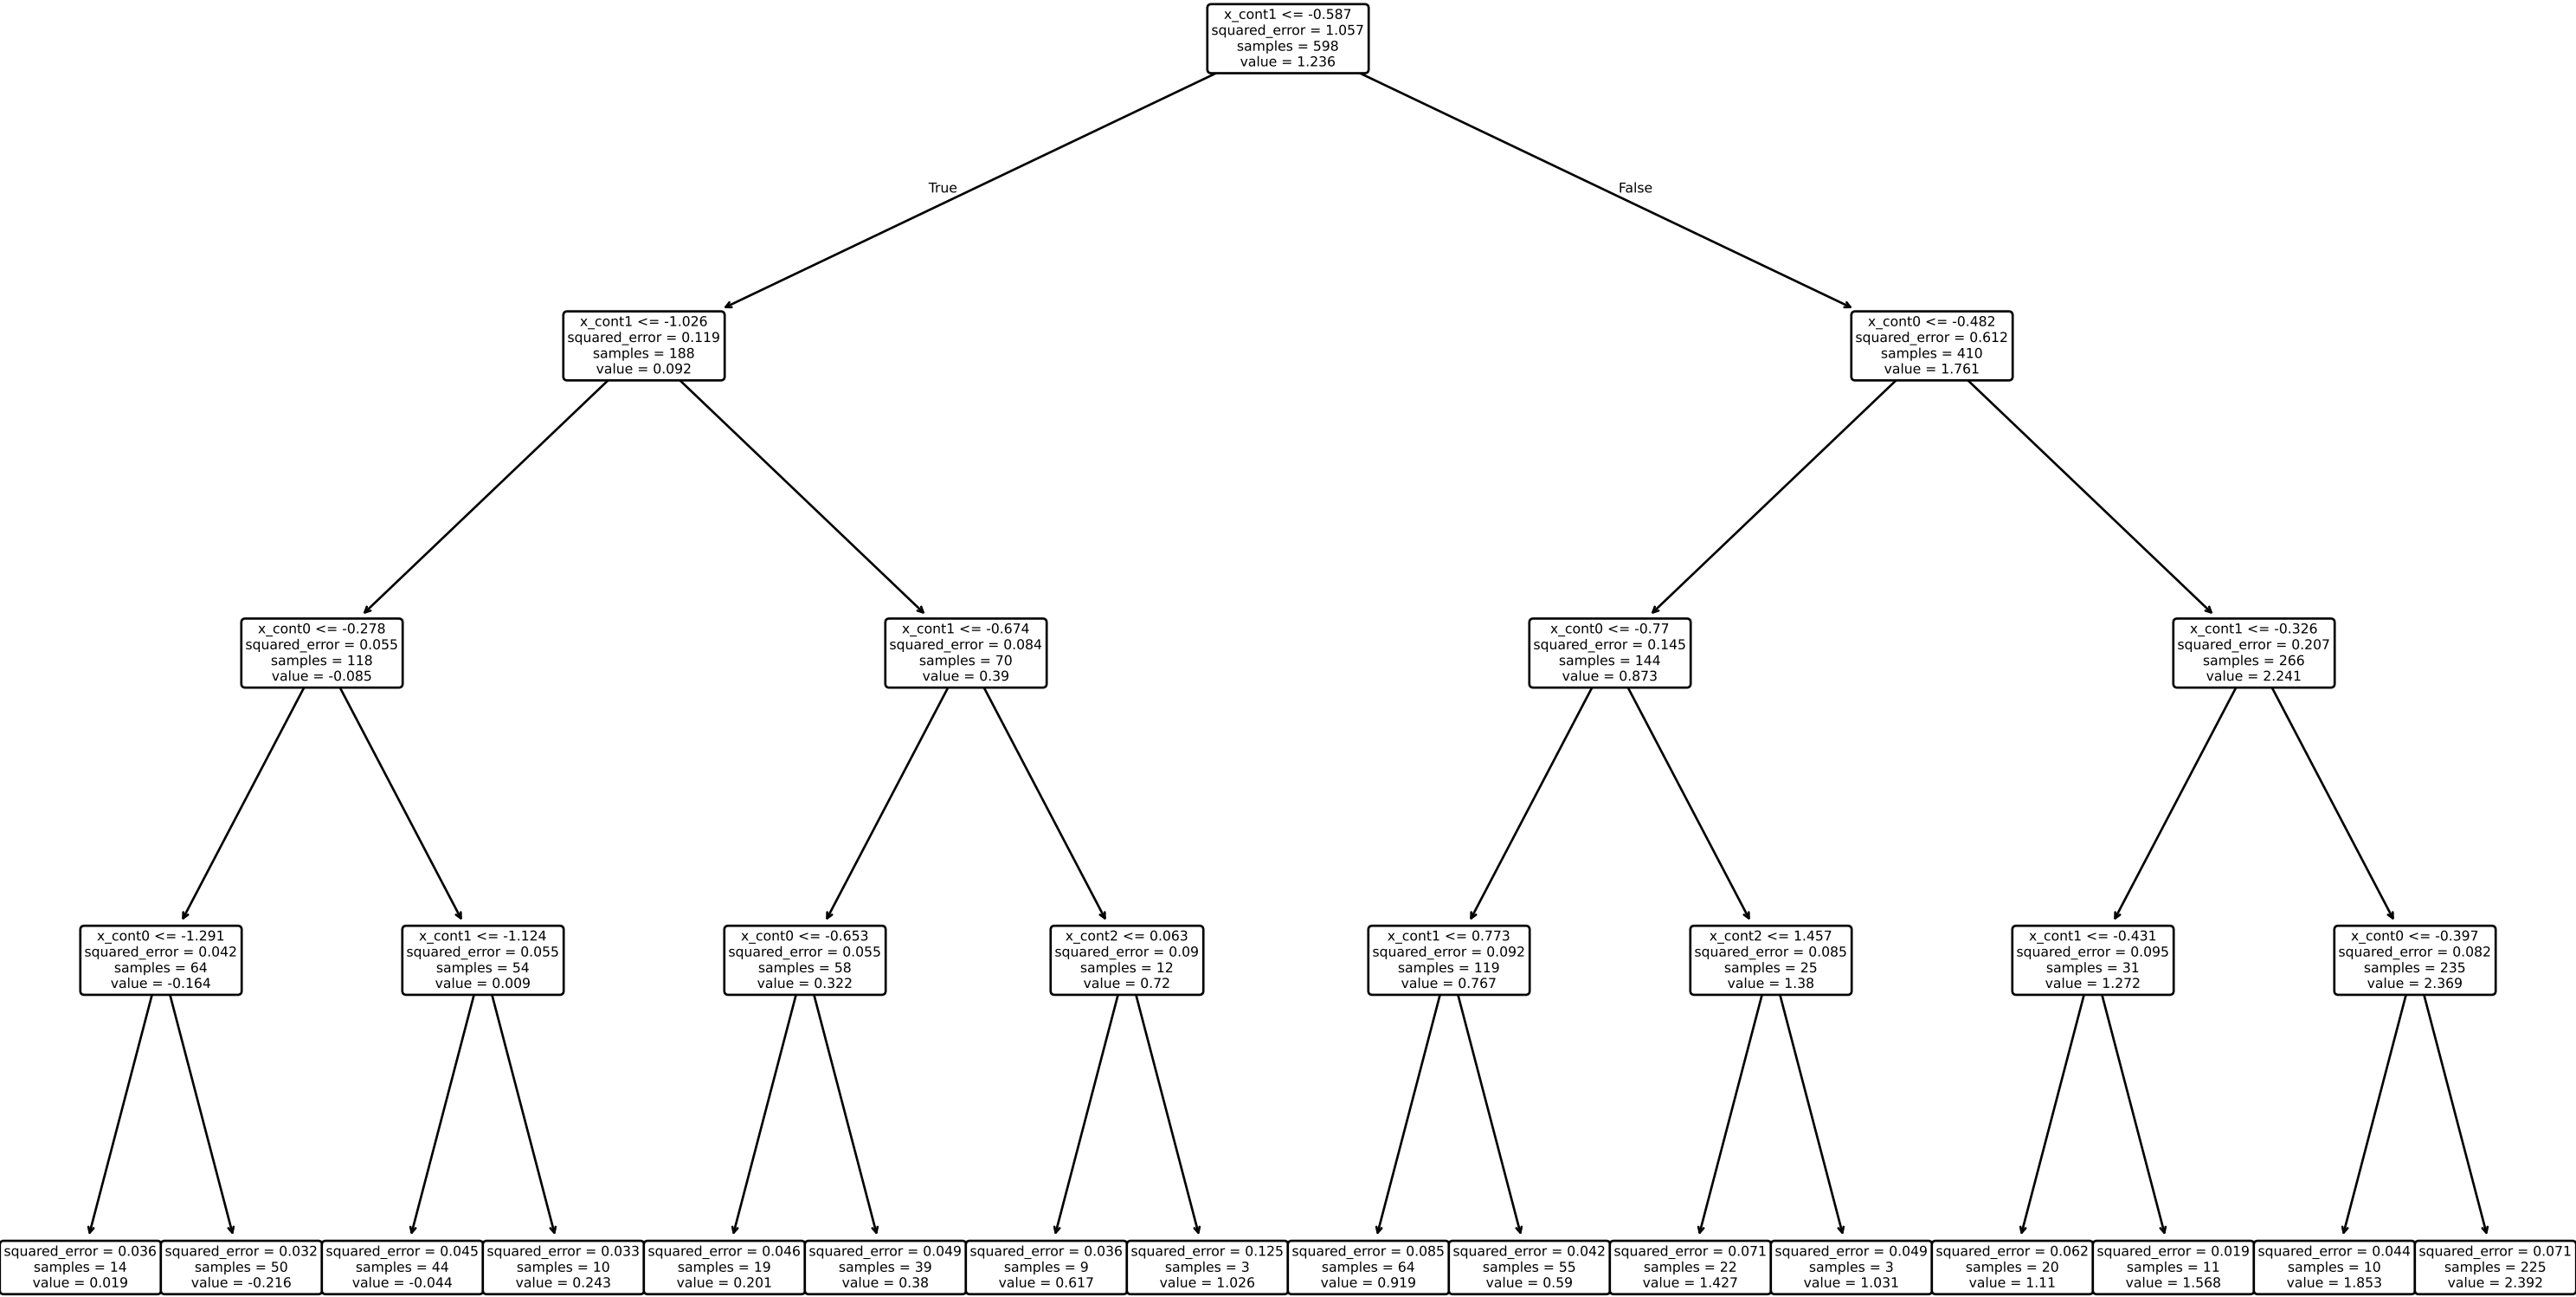 x_cont1 <= -0.587
squared_error = 1.057
samples = 598
value = 1.236
True
False
x_cont1 <= -1.026
squared_error = 0.119
samples = 188
value = 0.092
x_cont0 <= -0.482
squared_error = 0.612
samples = 410
value = 1.761
x_cont0 <= -0.278
squared_error = 0.055
samples = 118
value = -0.085
x_cont1 <= -0.674
squared_error = 0.084
samples = 70
value = 0.39
x_cont0 <= -0.77
squared_error = 0.145
samples = 144
value = 0.873
x_cont1 <= -0.326
squared_error = 0.207
samples = 266
value = 2.241
x_cont0 <= -1.291
squared_error = 0.042
samples = 64
value = -0.164
x_cont1 <= -1.124
squared_error = 0.055
samples = 54
value = 0.009
x_cont0 <= -0.653
squared_error = 0.055
samples = 58
value = 0.322
x_cont2 <= 0.063
squared_error = 0.09
samples = 12
value = 0.72
x_cont1 <= 0.773
squared_error = 0.092
samples = 119
value = 0.767
x_cont2 <= 1.457
squared_error = 0.085
samples = 25
value = 1.38
x_cont1 <= -0.431
squared_error = 0.095
samples = 31
value = 1.272
x_cont0 <= -0.397
squared_error = 0.082
samples = 235
value = 2.369
squared_error = 0.036
samples = 14
value = 0.019
squared_error = 0.032
samples = 50
value = -0.216
squared_error = 0.045
samples = 44
value = -0.044
squared_error = 0.033
samples = 10
value = 0.243
squared_error = 0.046
samples = 19
value = 0.201
squared_error = 0.049
samples = 39
value = 0.38
squared_error = 0.036
samples = 9
value = 0.617
squared_error = 0.125
samples = 3
value = 1.026
squared_error = 0.085
samples = 64
value = 0.919
squared_error = 0.042
samples = 55
value = 0.59
squared_error = 0.071
samples = 22
value = 1.427
squared_error = 0.049
samples = 3
value = 1.031
squared_error = 0.062
samples = 20
value = 1.11
squared_error = 0.019
samples = 11
value = 1.568
squared_error = 0.044
samples = 10
value = 1.853
squared_error = 0.071
samples = 225
value = 2.392